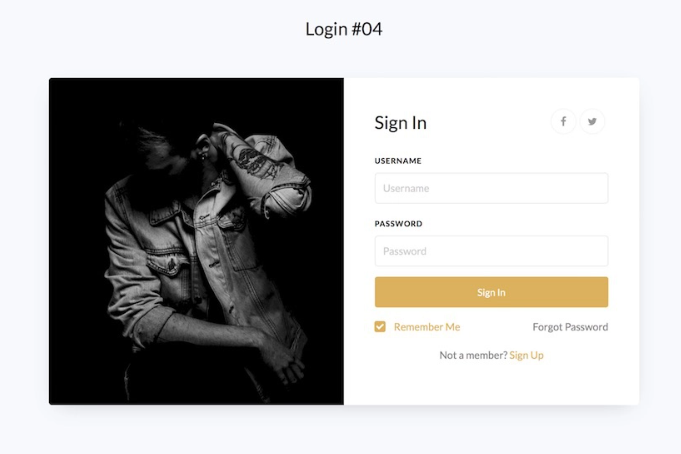 Login #04
Sign In
USERNAME
Username
PASSWORD
Password
Sign In
Remember Me Forgot Password
Not a member? Sign Up